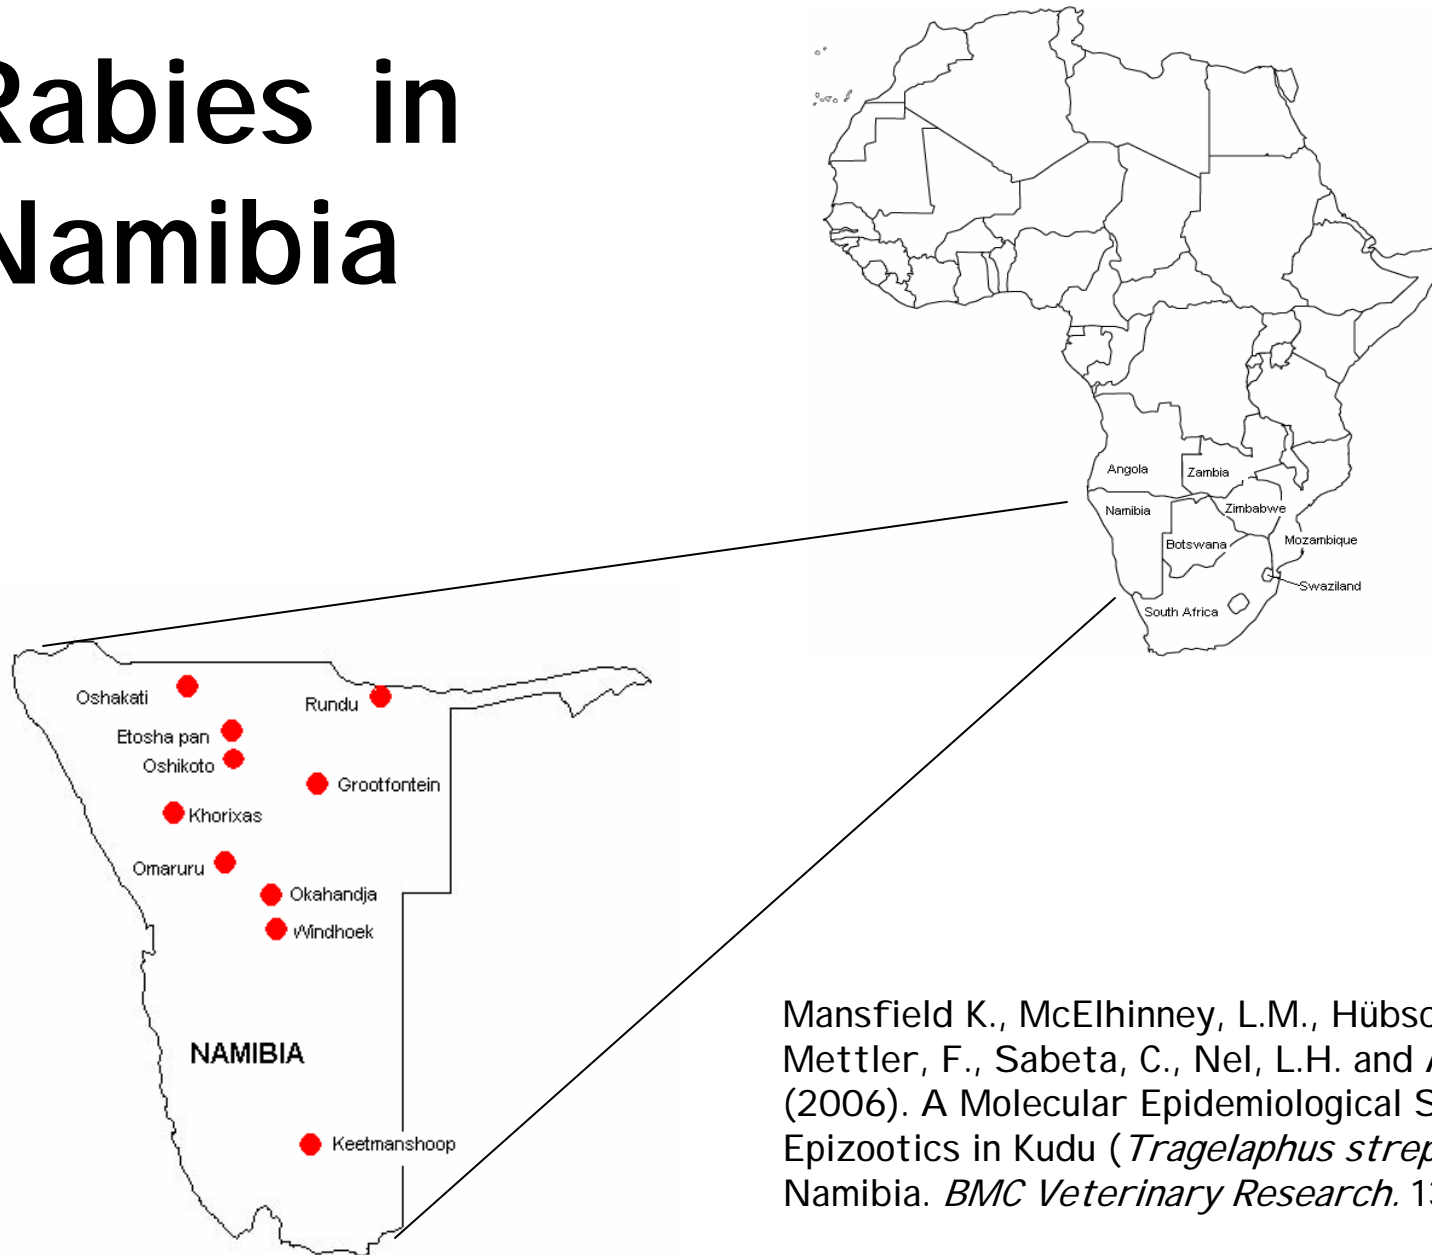 Rabies in
Namibia
Angola
Zambia
Namibia
Zimbabwe
Botswana
Mozambique
Swaziland
South Africa
Oshakati
Rundu
Etosha pan
Oshikoto
Grootfontein
Khorixas
Omaruru
Okahandja
Windhoek
NAMIBIA
Keetmanshoop
Mansfield K., McElhinney, L.M., Hübsc
Mettler, F., Sabeta, C., Nel, L.H. and A
(2006). A Molecular Epidemiological S
Epizootics in Kudu (Tragelaphus strep
Namibia. BMC Veterinary Research. 13